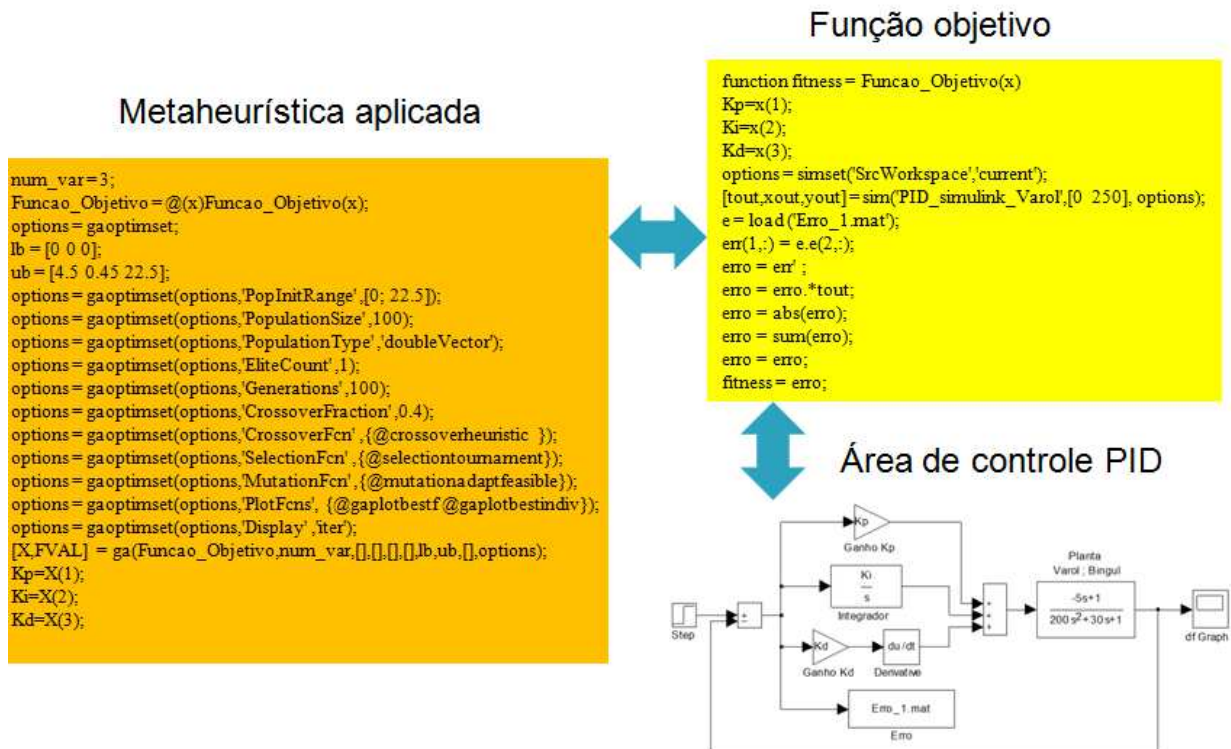 Função objetivo
function fitness = Funcao_Objetivo(x)
Kp=x(1);
Ki=x(2);
Kd=x(3);
options = simset('SrcWorkspace','current');
[tout,xout,yout]=sim('PID_simulink_Varol',[0 250], options);
e = load ('Erro_1.mat');
err(1,:) = e.e(2,:);
erro = err' ;
erro = erro.*tout;
erro = abs(erro);
erro = sum(erro);
erro = erro;
fitness = erro;
Metaheurística aplicada
num_var=3;
Funcao_Objetivo = @(x)Funcao_Objetivo(x);
options = gaoptimset;
lb = [0 0 0];
ub = [4.5 0.45 22.5];
options = gaoptimset(options,'PopInitRange' ,[0; 22.5]);
options = gaoptimset(options,'PopulationSize' ,100);
options = gaoptimset(options,'PopulationType' ,'doubleVector');
options = gaoptimset(options,'EliteCount' ,1);
options = gaoptimset(options,'Generations' ,100);
options = gaoptimset(options,'CrossoverFraction' ,0.4);
options = gaoptimset(options,'CrossoverFcn' ,{@crossoverheuristic });
options = gaoptimset(options,'SelectionFcn' ,{@selectiontournament});
options = gaoptimset(options,'MutationFcn' ,{@mutationadaptfeasible});
options = gaoptimset(options,'PlotFcns', {@gaplotbestf @gaplotbestindiv});
options = gaoptimset(options,'Display' ,'iter');
[X,FVAL] = ga(Funcao_Objetivo,num_var,[],[],[],[],lb,ub,[],options);
Kp=X(1);
Ki=X(2);
Kd=X(3);
Área de controle PID
Kp
Ganho Kp
Ki
s
Integrador
Planta
Varol ; Bingul
-5s+1
200s²+30s+1
Step
+
−
+
+
+
df Graph
Kd
du/dt
Ganho Kd
Derivative
Erro_1.mat
Erro